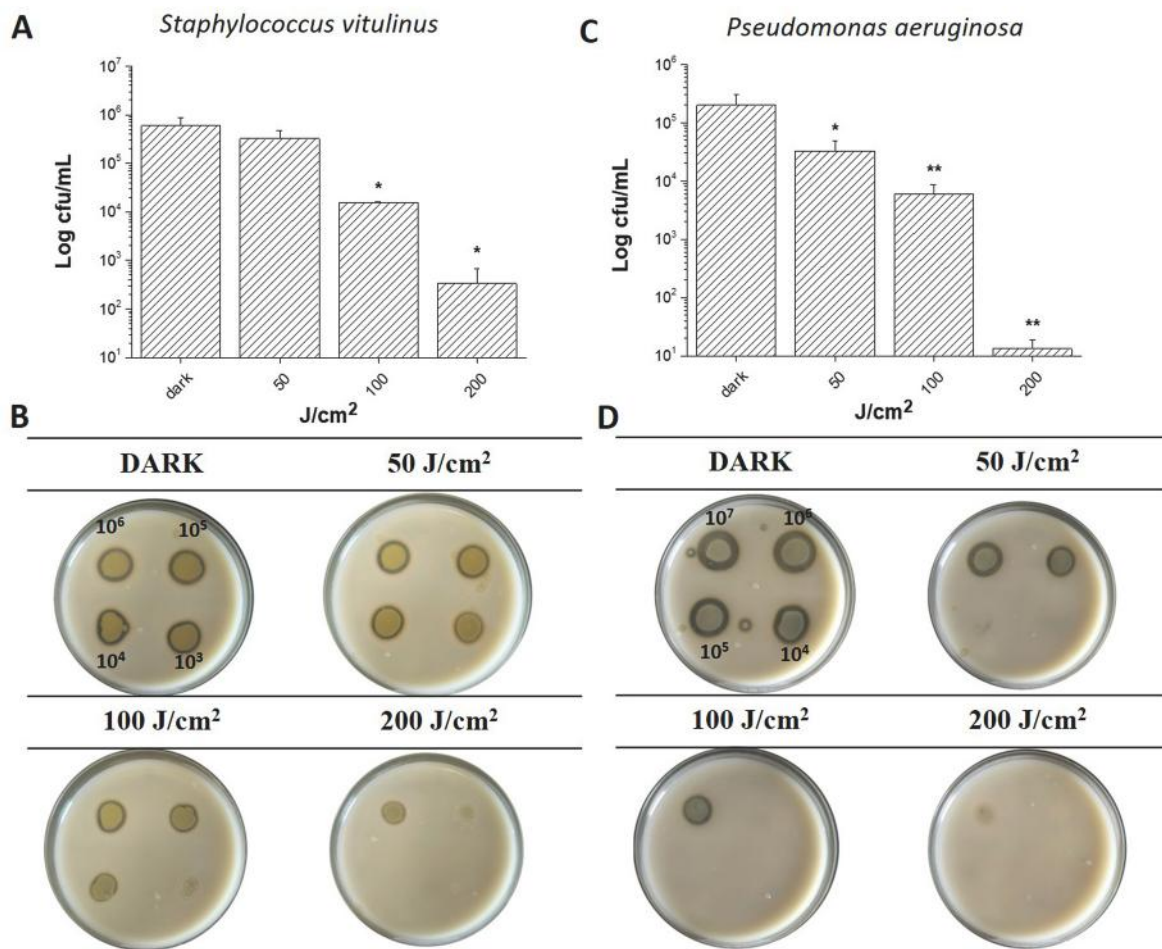 A
Staphylococcus vitulinus
Log cfu/mL
10⁷
10⁶
10⁵
10⁴
10³
10²
10¹
*
*
dark
50
100
200
J/cm²
C
Pseudomonas aeruginosa
Log cfu/mL
10⁶
10⁵
10⁴
10³
10²
10¹
*
**
**
dark
50
100
200
J/cm²
B
DARK
50 J/cm²
10⁶
10⁵
10⁴
10³
100 J/cm²
200 J/cm²
D
DARK
50 J/cm²
10⁷
10⁶
10⁵
10⁴
100 J/cm²
200 J/cm²